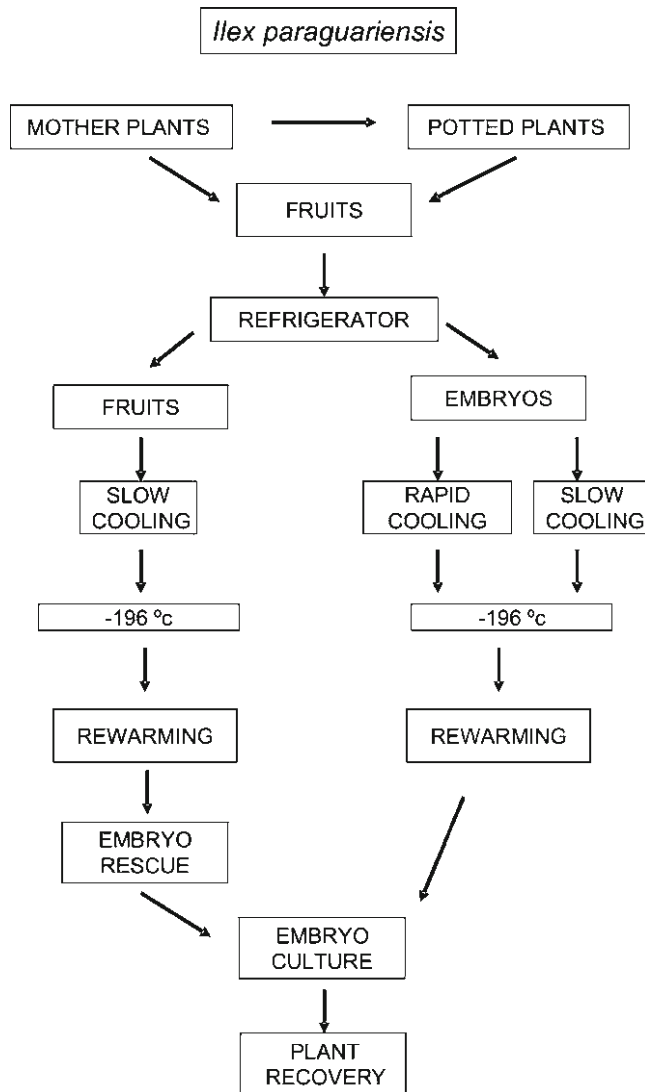 Ilex paraguariensis
MOTHER PLANTS
POTTED PLANTS
FRUITS
REFRIGERATOR
FRUITS
EMBRYOS
SLOW
COOLING
RAPID
COOLING
SLOW
COOLING
-196 ºc
-196 ºc
REWARMING
REWARMING
EMBRYO
RESCUE
EMBRYO
CULTURE
PLANT
RECOVERY